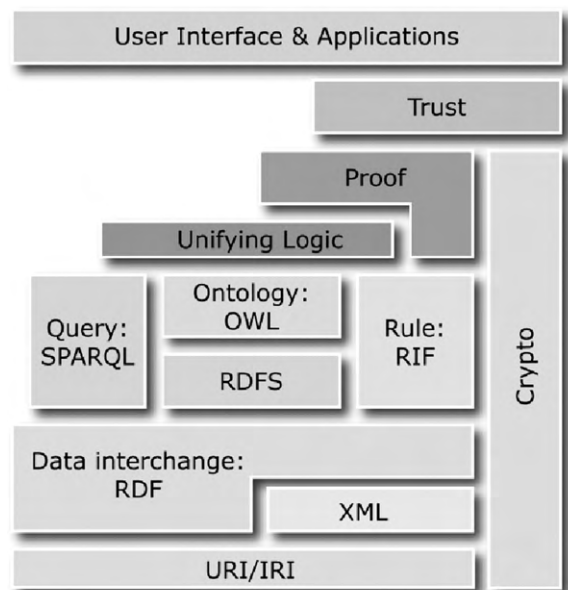 User Interface & Applications
Trust
Proof
Unifying Logic
Query:
SPARQL
Ontology:
OWL
RDFS
Rule:
RIF
Crypto
Data interchange:
RDF
XML
URI/IRI